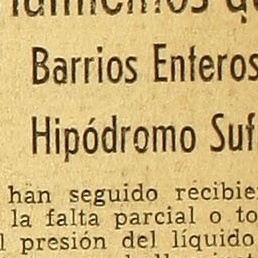 Barrios Enteros
Hipódromo Suf
han seguido recibie
la falta parcial o to
presión del líquido